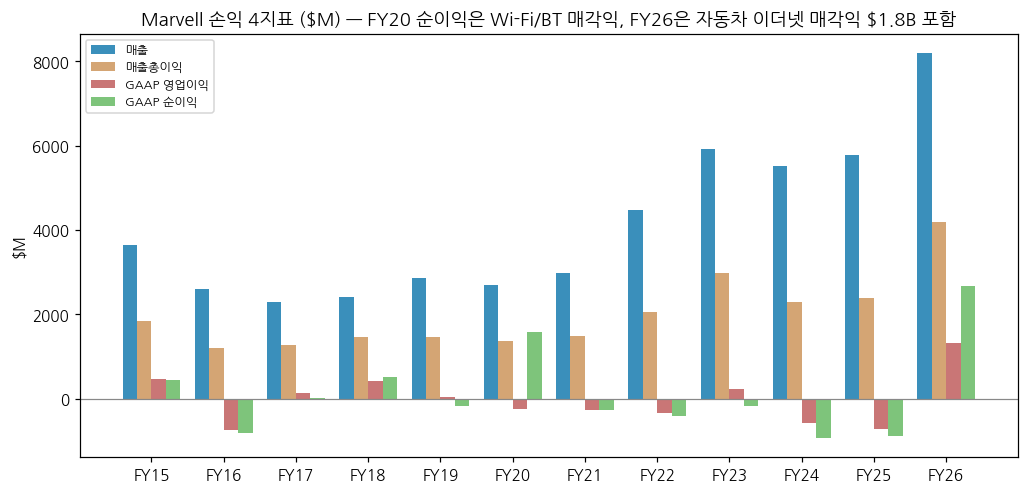 Marvell 손익 4지표 ($M) — FY20 순이익은 Wi-Fi/BT 매각익, FY26은 자동차 이더넷 매각익 $1.8B 포함
매출
매출총이익
GAAP 영업이익
GAAP 순이익
$M
8000
6000
4000
2000
0
FY15 FY16 FY17 FY18 FY19 FY20 FY21 FY22 FY23 FY24 FY25 FY26